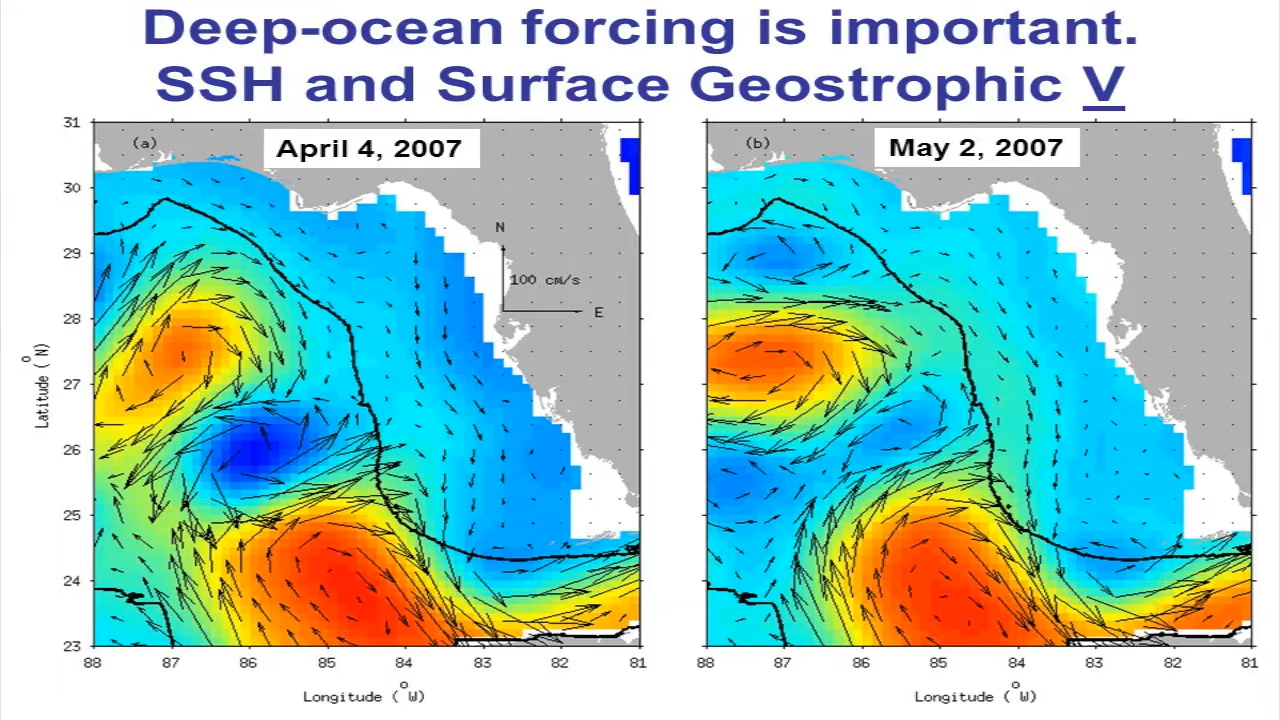 Deep-ocean forcing is important.
SSH and Surface Geostrophic V
(a)
April 4, 2007
31
30
29
28
27
26
25
24
23
Latitude (°N)
N
100 cm/s
E
88 87 86 85 84 83 82 81
Longitude (°W)
(b)
May 2, 2007
88 87 86 85 84 83 82 81
Longitude (°W)